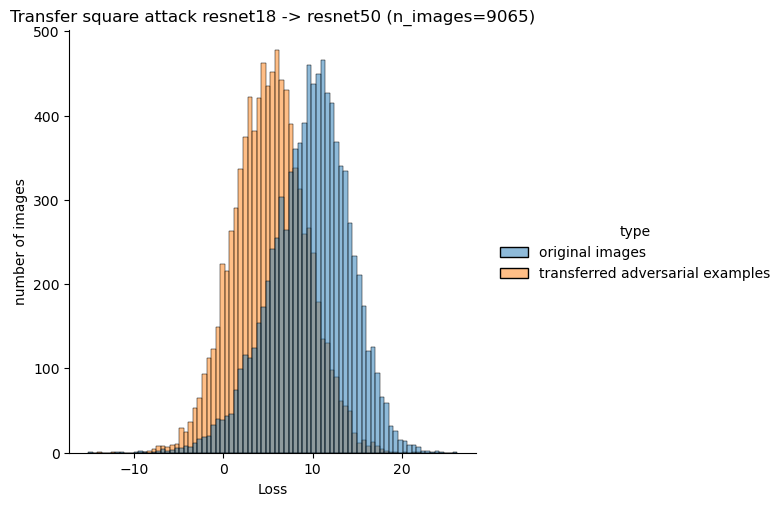 Transfer square attack resnet18 -> resnet50 (n_images=9065)
500
400
300
200
100
0
number of images
−10
0
10
20
Loss
type
original images
transferred adversarial examples